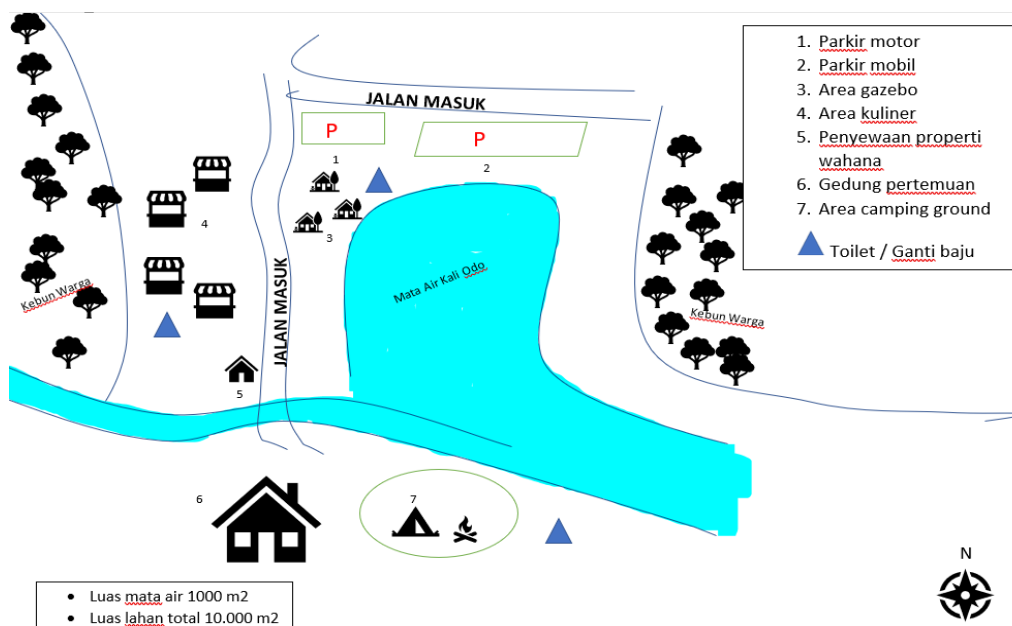 1. Parkir motor
2. Parkir mobil
3. Area gazebo
4. Area kuliner
5. Penyewaan properti
wahana
6. Gedung pertemuan
7. Area camping ground
Toilet / Ganti baju
JALAN MASUK
P
P
1
2
3
4
Mata Air Kali Odo
Kebun Warga
Kebun Warga
JALAN MASUK
5
6
7
N
• Luas mata air 1000 m2
• Luas lahan total 10.000 m2